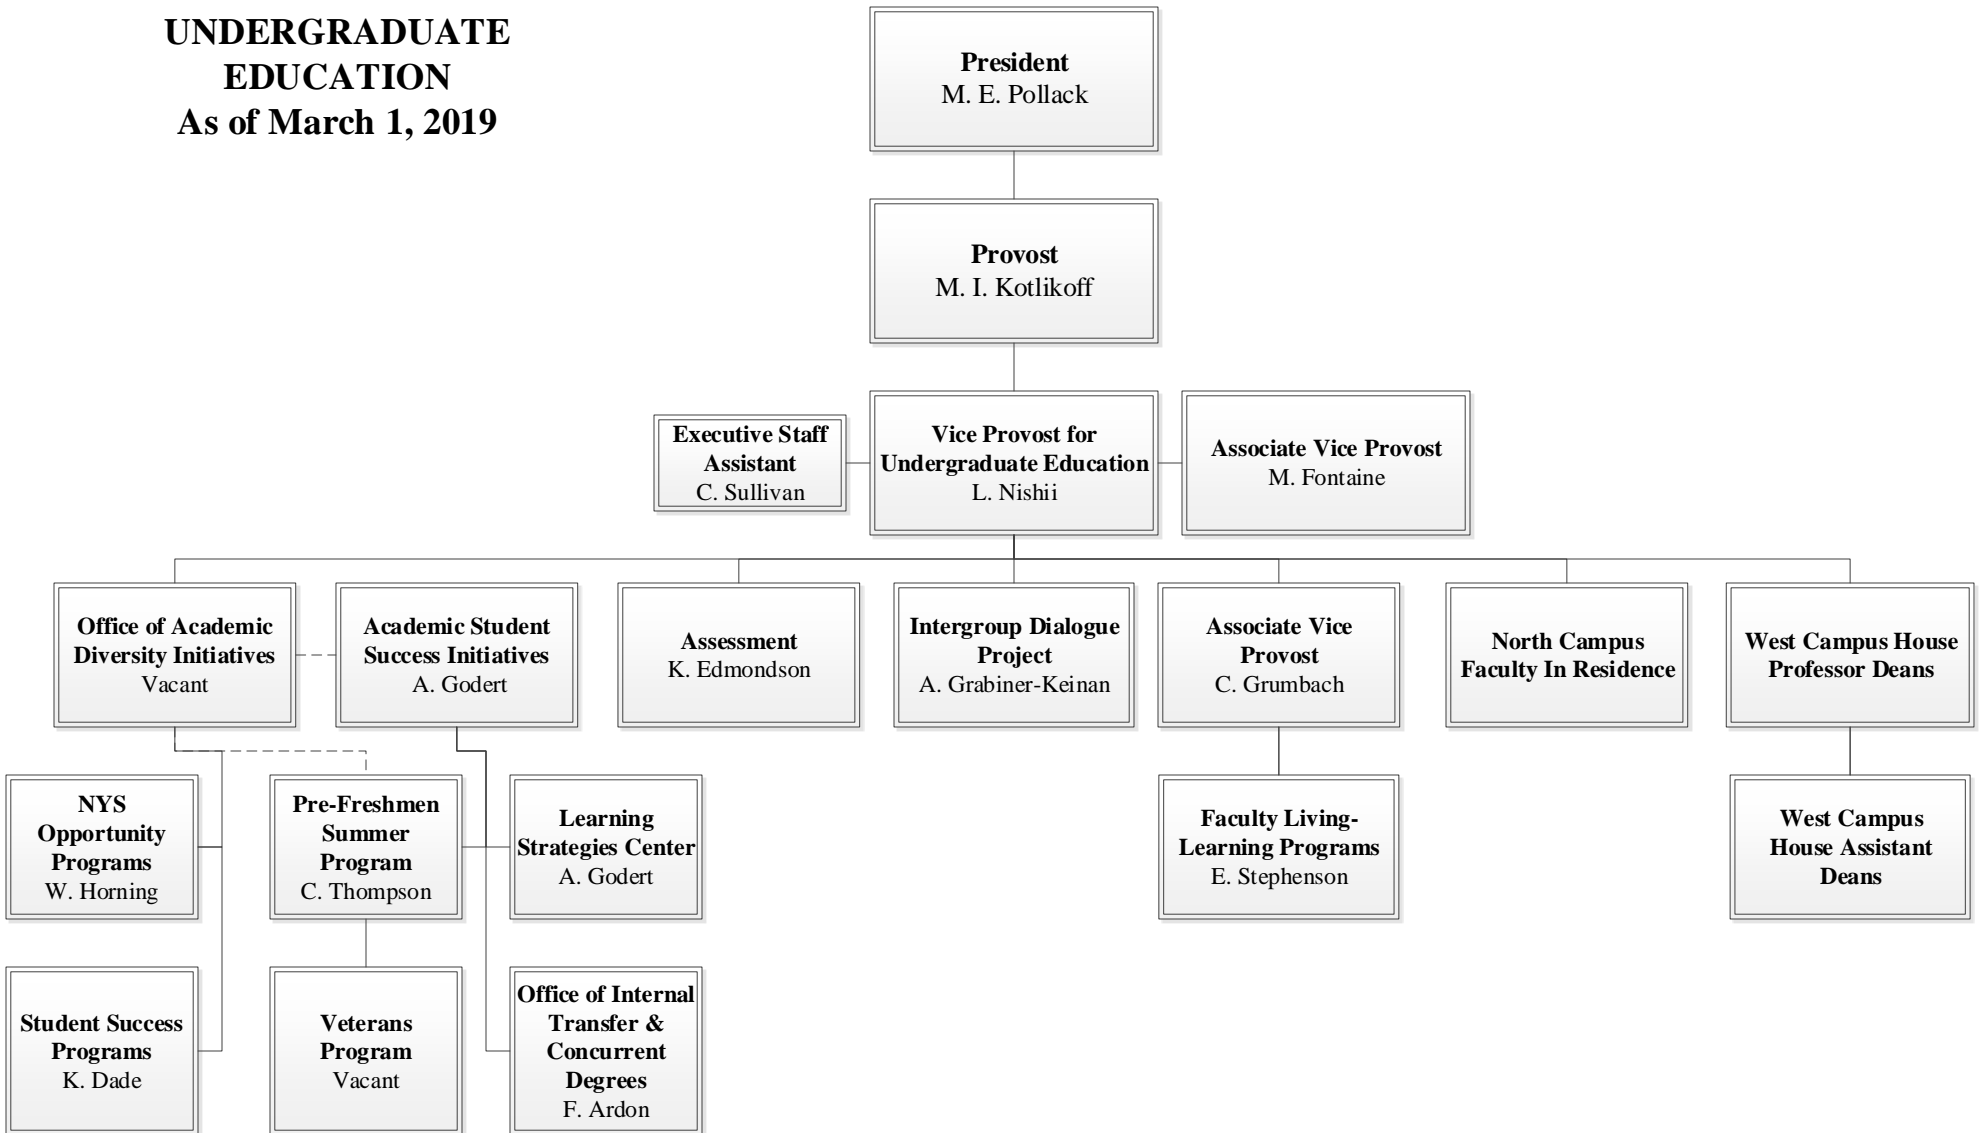 UNDERGRADUATE
EDUCATION
As of March 1, 2019
President
M. E. Pollack
Provost
M. I. Kotlikoff
Executive Staff
Assistant
C. Sullivan
Vice Provost for
Undergraduate Education
L. Nishii
Associate Vice Provost
M. Fontaine
Office of Academic
Diversity Initiatives
Vacant
Academic Student
Success Initiatives
A. Godert
Assessment
K. Edmondson
Intergroup Dialogue
Project
A. Grabiner-Keinan
Associate Vice
Provost
C. Grumbach
North Campus
Faculty In Residence
West Campus House
Professor Deans
NYS
Opportunity
Programs
W. Horning
Pre-Freshmen
Summer
Program
C. Thompson
Learning
Strategies Center
A. Godert
Faculty Living-
Learning Programs
E. Stephenson
West Campus
House Assistant
Deans
Student Success
Programs
K. Dade
Veterans
Program
Vacant
Office of Internal
Transfer &
Concurrent
Degrees
F. Ardon